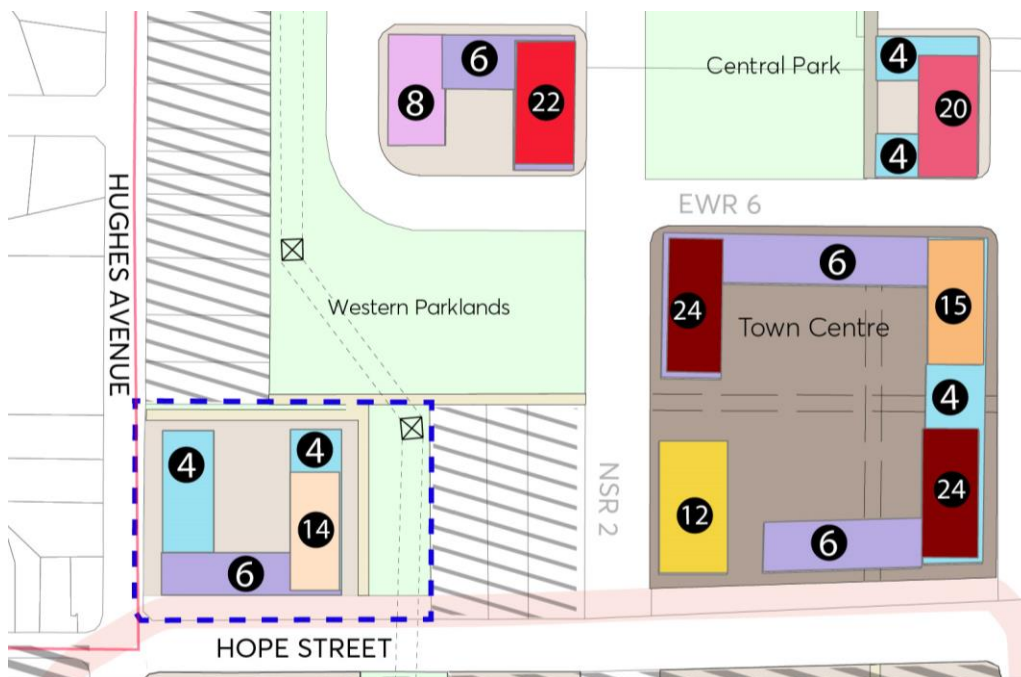 6
8
22
Central Park
4
20
4
EWR 6
HUGHES AVENUE
Western Parklands
24
6
15
Town Centre
4
4
4
14
6
NSR 2
12
24
6
HOPE STREET